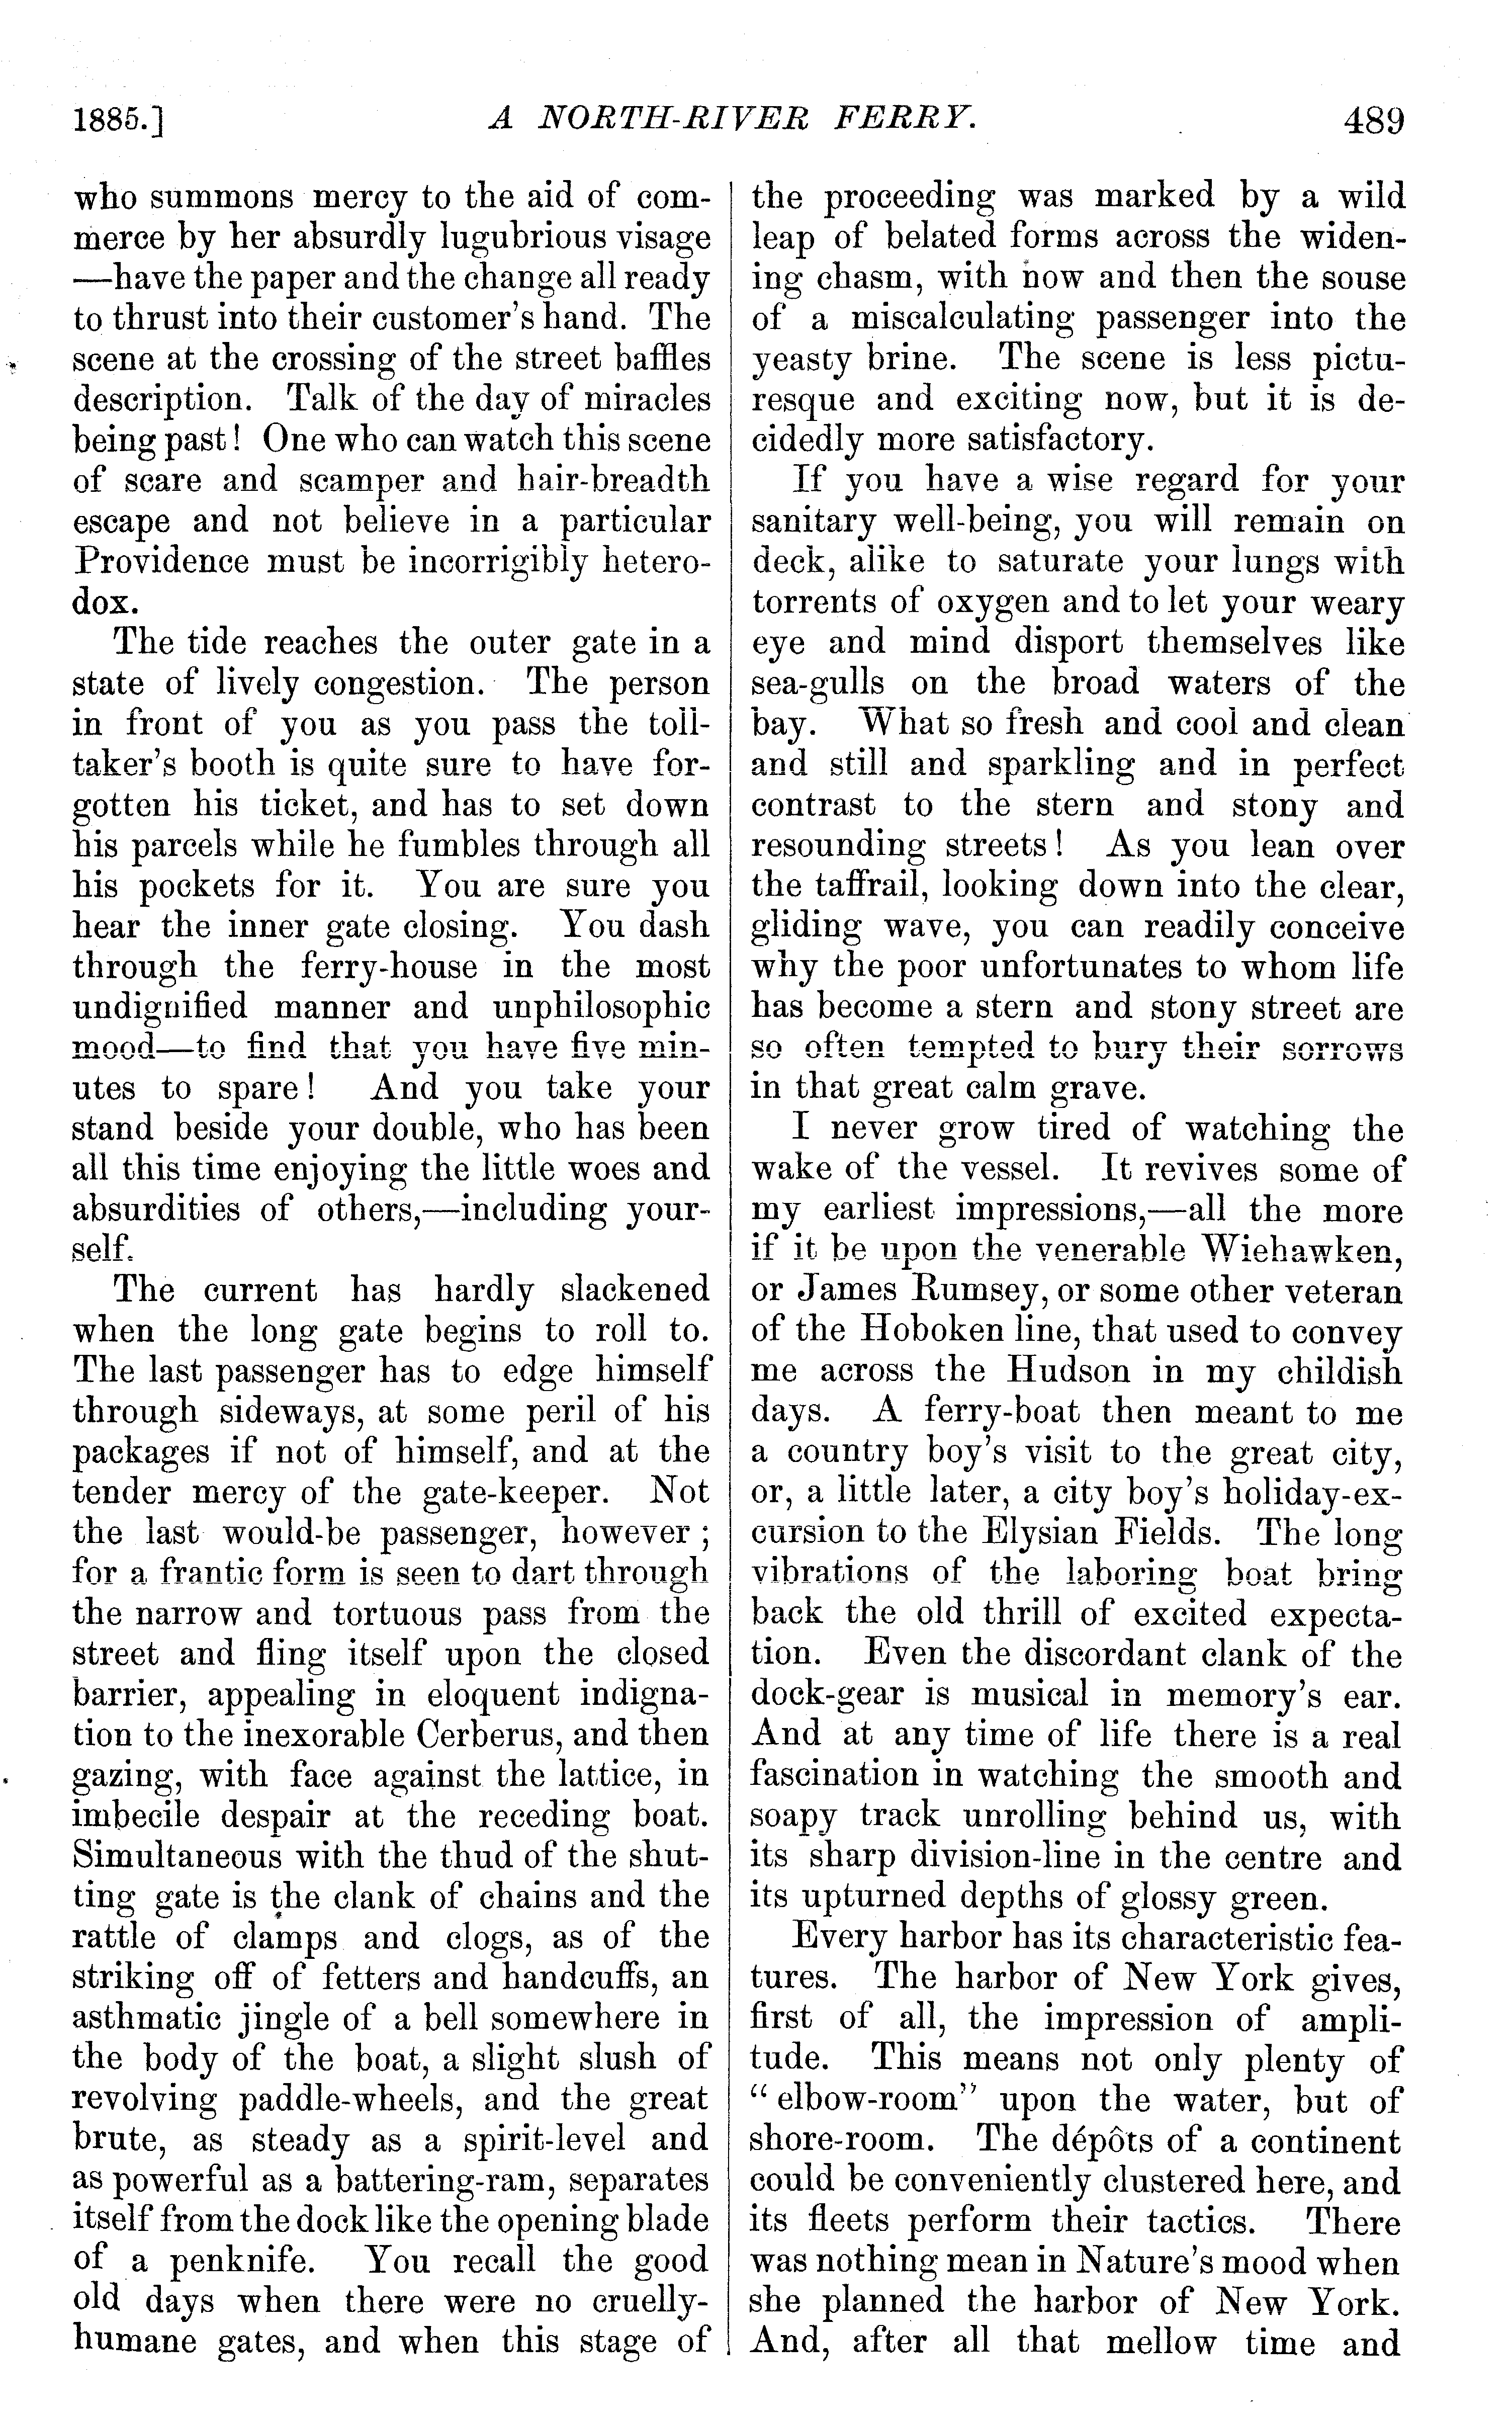 1885.] A NORTH-RIVER FERRY. 489
who summons mercy to the aid of com-
merce by her absurdly lugubrious visage
—have the paper and the change all ready
to thrust into their customer's hand. The
scene at the crossing of the street baffles
description. Talk of the day of miracles
being past! One who can watch this scene
of scare and scamper and hair-breadth
escape and not believe in a particular
Providence must be incorrigibly hetero-
dox.
The tide reaches the outer gate in a
state of lively congestion. The person
in front of you as you pass the toll-
taker's booth is quite sure to have for-
gotten his ticket, and has to set down
his parcels while he fumbles through all
his pockets for it. You are sure you
hear the inner gate closing. You dash
through the ferry-house in the most
undignified manner and unphilosophic
mood—to find that you have five min-
utes to spare! And you take your
stand beside your double, who has been
all this time enjoying the little woes and
absurdities of others,—including your-
self.
The current has hardly slackened
when the long gate begins to roll to.
The last passenger has to edge himself
through sideways, at some peril of his
packages if not of himself, and at the
tender mercy of the gate-keeper. Not
the last would-be passenger, however;
for a frantic form is seen to dart through
the narrow and tortuous pass from the
street and fling itself upon the closed
barrier, appealing in eloquent indigna-
tion to the inexorable Cerberus, and then
gazing, with face against the lattice, in
imbecile despair at the receding boat.
Simultaneous with the thud of the shut-
ting gate is the clank of chains and the
rattle of clamps and clogs, as of the
striking off of fetters and handcuffs, an
asthmatic jingle of a bell somewhere in
the body of the boat, a slight slush of
revolving paddle-wheels, and the great
brute, as steady as a spirit-level and
as powerful as a battering-ram, separates
itself from the dock like the opening blade
of a penknife. You recall the good
old days when there were no cruelly-
humane gates, and when this stage of
the proceeding was marked by a wild
leap of belated forms across the widen-
ing chasm, with now and then the souse
of a miscalculating passenger into the
yeasty brine. The scene is less pictu-
resque and exciting now, but it is de-
cidedly more satisfactory.
If you have a wise regard for your
sanitary well-being, you will remain on
deck, alike to saturate your lungs with
torrents of oxygen and to let your weary
eye and mind disport themselves like
sea-gulls on the broad waters of the
bay. What so fresh and cool and clean
and still and sparkling and in perfect
contrast to the stern and stony and
resounding streets! As you lean over
the taffrail, looking down into the clear,
gliding wave, you can readily conceive
why the poor unfortunates to whom life
has become a stern and stony street are
so often tempted to bury their sorrows
in that great calm grave.
I never grow tired of watching the
wake of the vessel. It revives some of
my earliest impressions,—all the more
if it be upon the venerable Wiehawken,
or James Rumsey, or some other veteran
of the Hoboken line, that used to convey
me across the Hudson in my childish
days. A ferry-boat then meant to me
a country boy's visit to the great city,
or, a little later, a city boy's holiday-ex-
cursion to the Elysian Fields. The long
vibrations of the laboring boat bring
back the old thrill of excited expecta-
tion. Even the discordant clank of the
dock-gear is musical in memory's ear.
And at any time of life there is a real
fascination in watching the smooth and
soapy track unrolling behind us, with
its sharp division-line in the centre and
its upturned depths of glossy green.
Every harbor has its characteristic fea-
tures. The harbor of New York gives,
first of all, the impression of ampli-
tude. This means not only plenty of
"elbow-room" upon the water, but of
shore-room. The dépôts of a continent
could be conveniently clustered here, and
its fleets perform their tactics. There
was nothing mean in Nature's mood when
she planned the harbor of New York.
And, after all that mellow time and